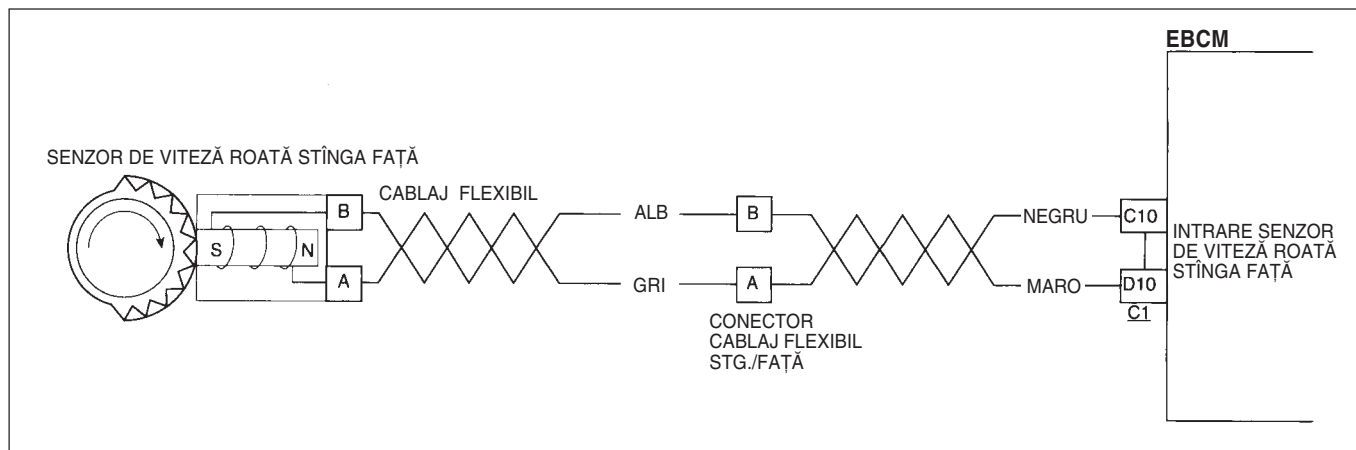 EBCM
SENZOR DE VITEZĂ ROATĂ STÎNGA FAȚĂ
S
N
B
A
CABLAJ FLEXIBIL
ALB
GRI
B
A
CONECTOR
CABLAJ FLEXIBIL
STG./FAȚĂ
NEGRU
MARO
C10
D10
C1
INTRARE SENZOR
DE VITEZĂ ROATĂ
STÎNGA FAȚĂ